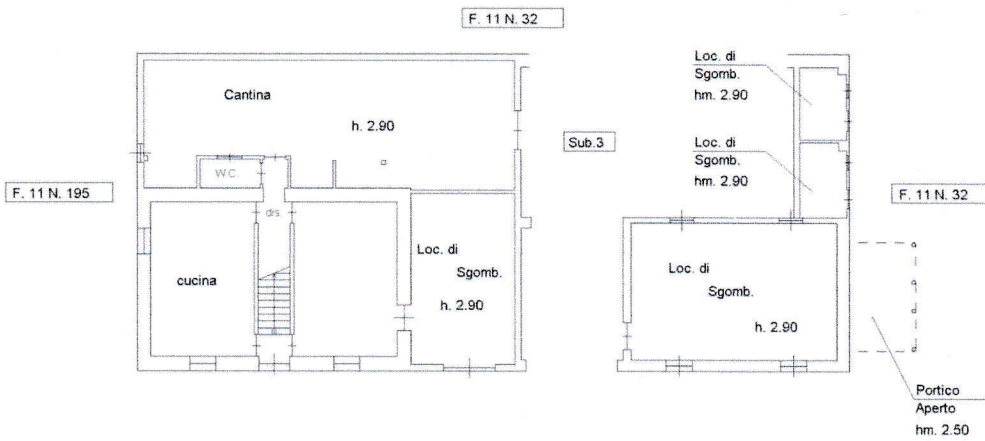 F. 11 N. 32
Loc. di
Sgomb.
hm. 2.90
Cantina
h. 2.90
Sub.3
Loc. di
Sgomb.
hm. 2.90
W.C.
F. 11 N. 195
F. 11 N. 32
dis
Loc. di
Sgomb.
h. 2.90
cucina
Loc. di
Sgomb.
h. 2.90
Portico
Aperto
hm. 2.50